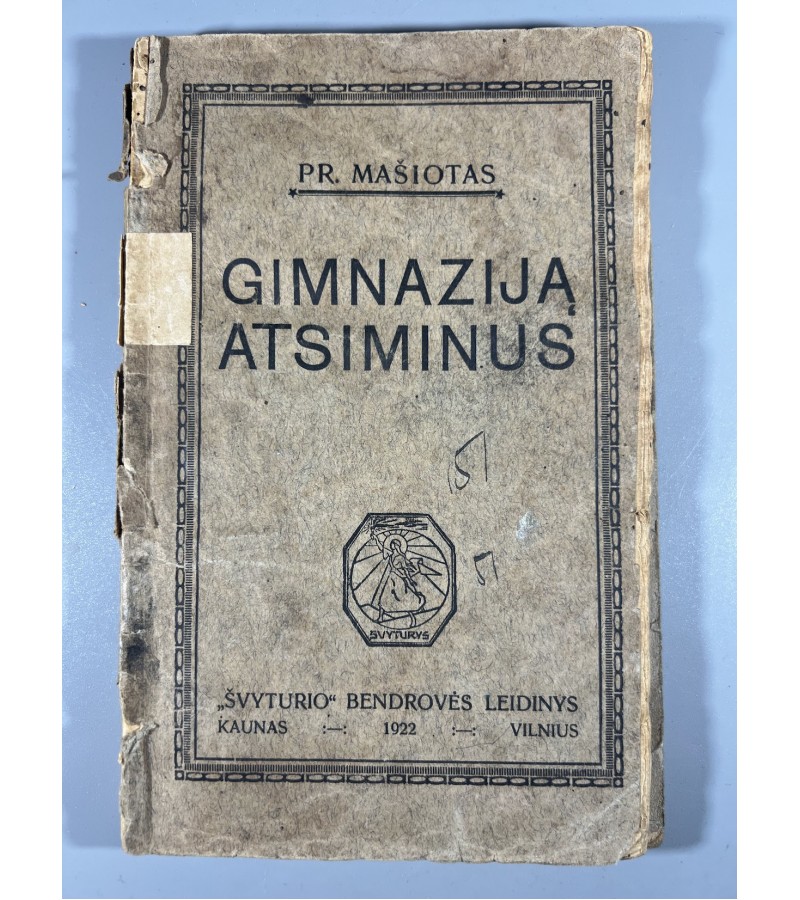 PR. MAŠIOTAS
GIMNAZIJĄ
ATSIMINUS
ŠVYTURYS
„ŠVYTURIO“ BENDROVĖS LEIDINYS
KAUNAS :—: 1922 :—: VILNIUS